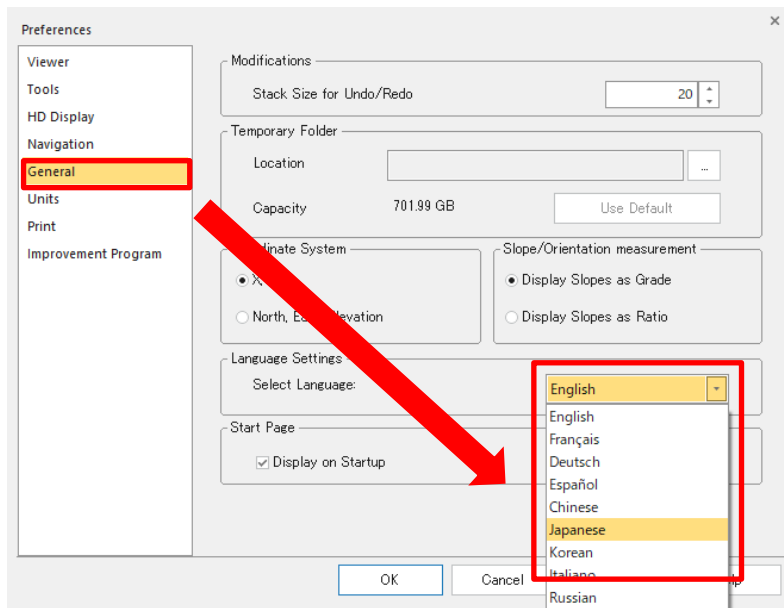 Preferences
Viewer
Tools
HD Display
Navigation
General
Units
Print
Improvement Program
Modifications
Stack Size for Undo/Redo 20
Temporary Folder
Location ...
Capacity 701.99 GB Use Default
System
Slope/Orientation measurement
Display Slopes as Grade
North,
Display Slopes as Ratio
Language Settings
Select Language: English
English
Français
Deutsch
Español
Chinese
Japanese
Korean
Italiano
Russian
Start Page
Display on Startup
OK Cancel